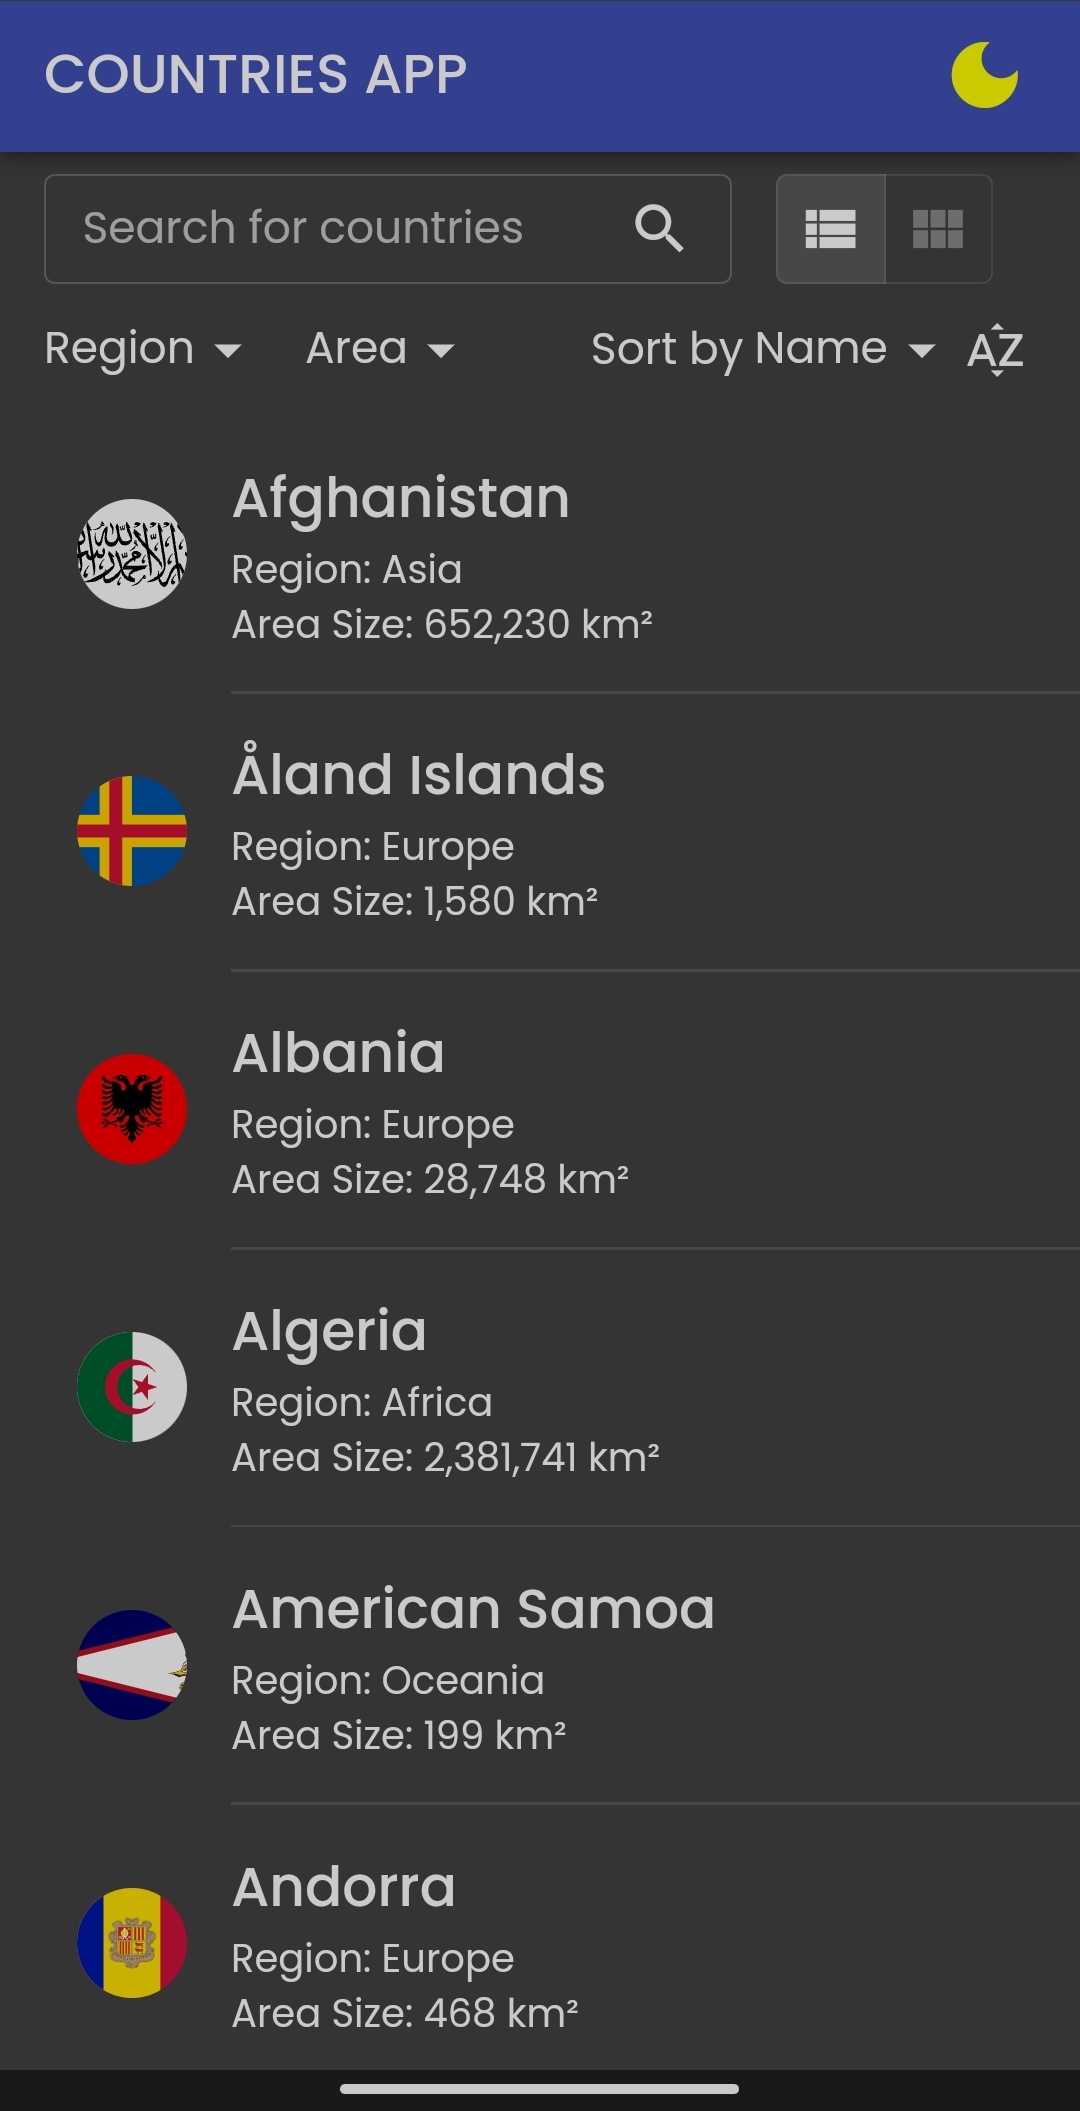 COUNTRIES APP
Search for countries
Region Area Sort by Name AZ
Afghanistan
Region: Asia
Area Size: 652,230 km²
Åland Islands
Region: Europe
Area Size: 1,580 km²
Albania
Region: Europe
Area Size: 28,748 km²
Algeria
Region: Africa
Area Size: 2,381,741 km²
American Samoa
Region: Oceania
Area Size: 199 km²
Andorra
Region: Europe
Area Size: 468 km²